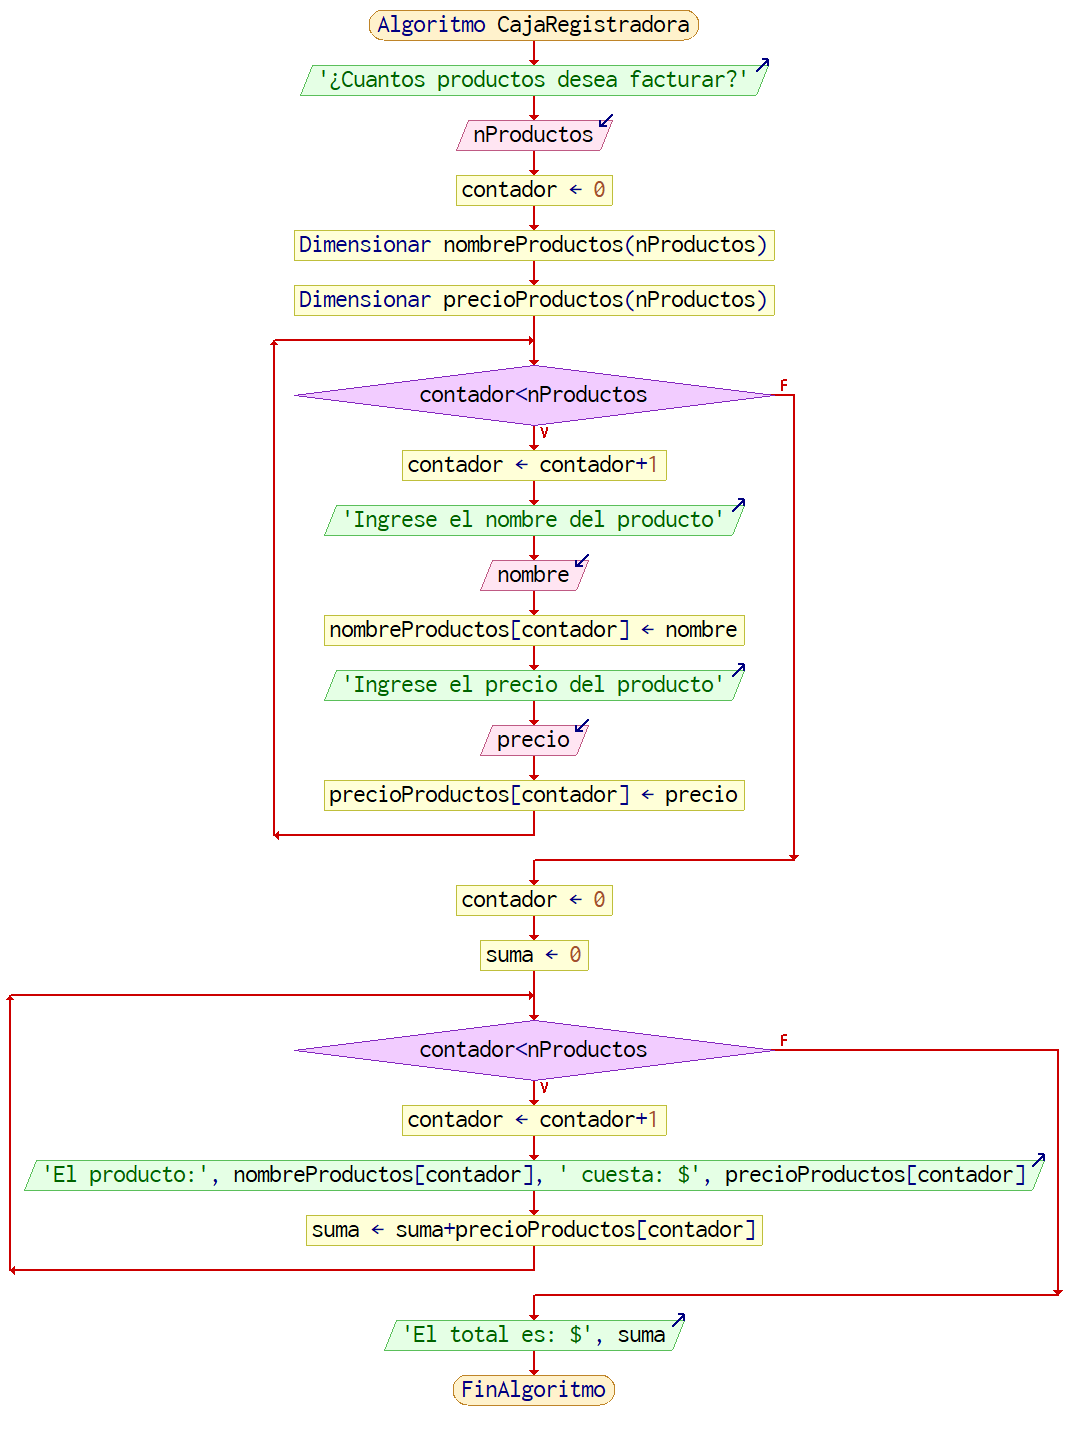 Algoritmo CajaRegistradora
'¿Cuantos productos desea facturar?'
nProductos
contador ← 0
Dimensionar nombreProductos(nProductos)
Dimensionar precioProductos(nProductos)
contador<nProductos
F
V
contador ← contador+1
'Ingrese el nombre del producto'
nombre
nombreProductos[contador] ← nombre
'Ingrese el precio del producto'
precio
precioProductos[contador] ← precio
contador ← 0
suma ← 0
contador<nProductos
F
V
contador ← contador+1
'El producto:', nombreProductos[contador], ' cuesta: $', precioProductos[contador]
suma ← suma+precioProductos[contador]
'El total es: $', suma
FinAlgoritmo